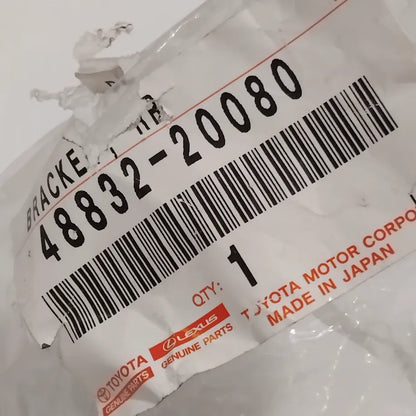 BRACKET
48832-20080
QTY: 1
TOYOTA GENUINE PARTS
LEXUS GENUINE PARTS
TOYOTA MOTOR CORPO
MADE IN JAPAN